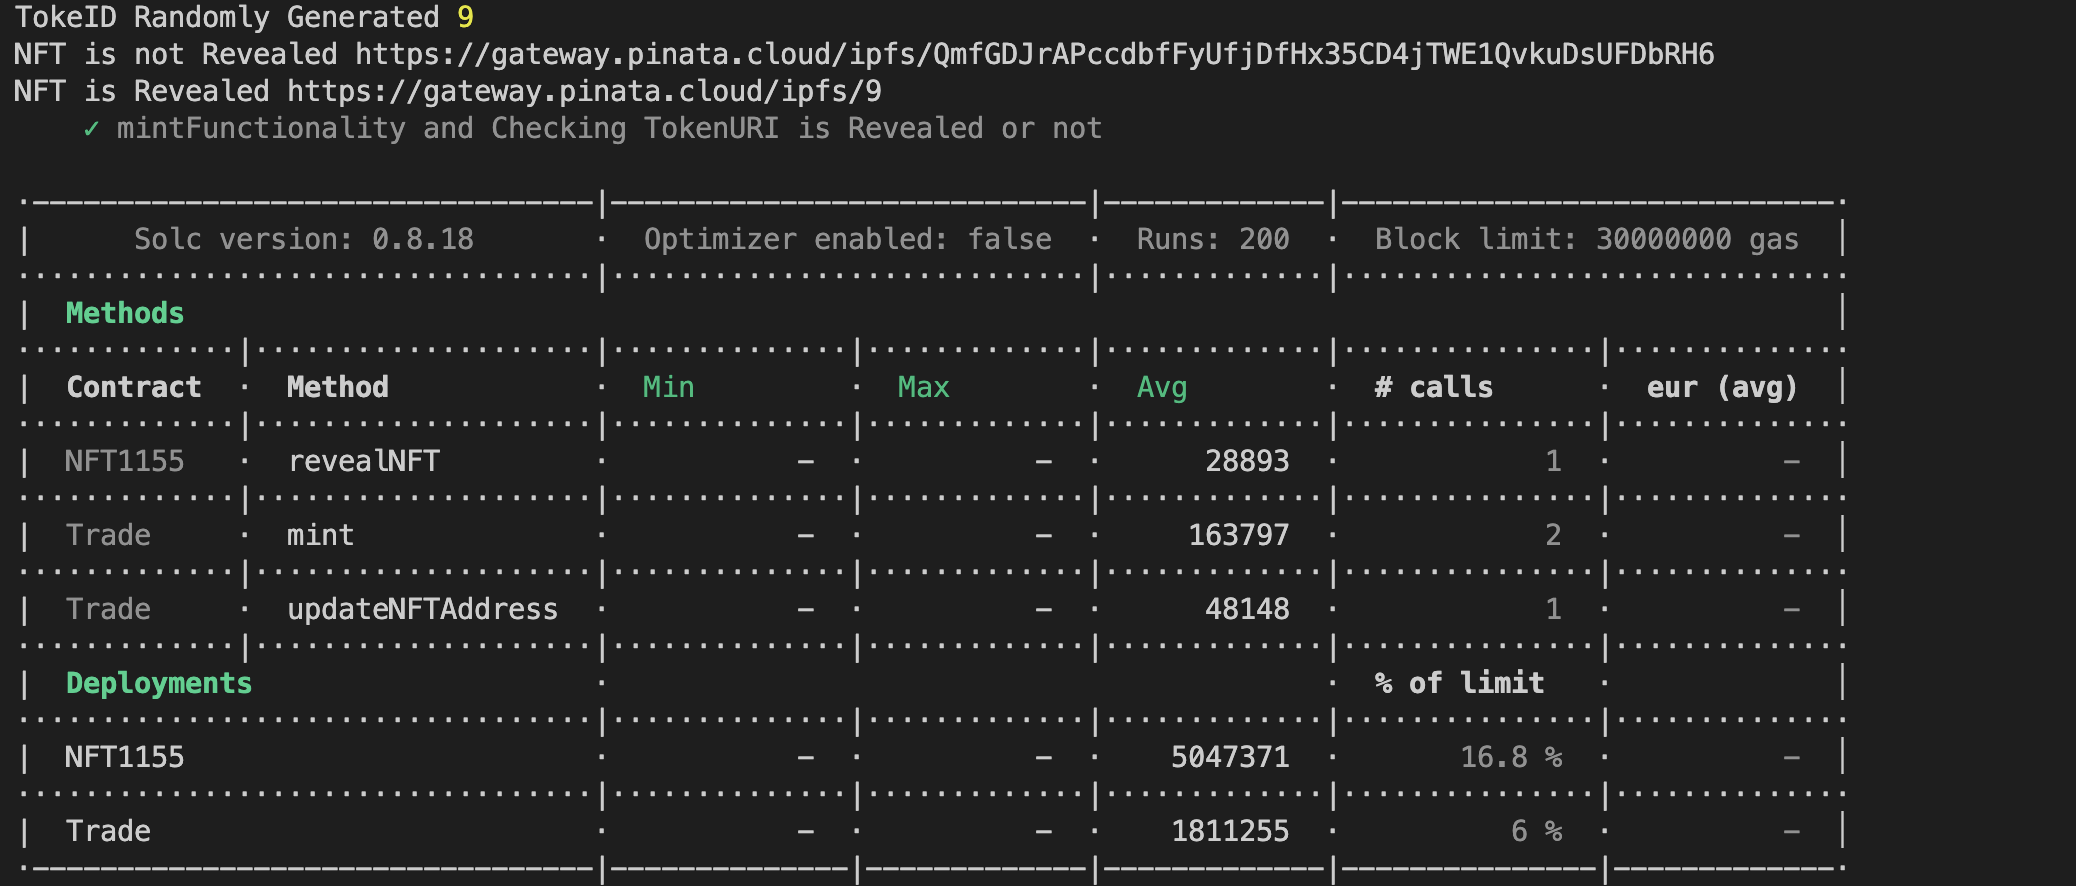 TokeID Randomly Generated 9
NFT is not Revealed https://gateway.pinata.cloud/ipfs/QmfGDJrAPccdbfFyUfjDfHx35CD4jTWE1QvkuDsUFDbRH6
NFT is Revealed https://gateway.pinata.cloud/ipfs/9
✓ mintFunctionality and Checking TokenURI is Revealed or not
Solc version: 0.8.18 · Optimizer enabled: false · Runs: 200 · Block limit: 30000000 gas
Methods
Contract · Method · Min · Max · Avg · # calls · eur (avg)
NFT1155 · revealNFT · - · - · 28893 · 1 · -
Trade · mint · - · - · 163797 · 2 · -
Trade · updateNFTAddress · - · - · 48148 · 1 · -
Deployments · · % of limit ·
NFT1155 · - · - · 5047371 · 16.8 % · -
Trade · - · - · 1811255 · 6 % · -